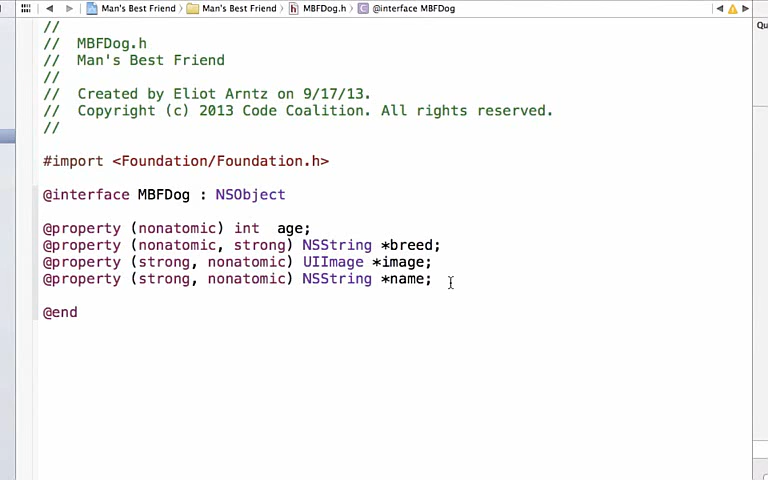 Man's Best Friend Man's Best Friend MBFDog.h C @interface MBFDog
Qu
//
// MBFDog.h
// Man's Best Friend
//
// Created by Eliot Arntz on 9/17/13.
// Copyright (c) 2013 Code Coalition. All rights reserved.
//
#import <Foundation/Foundation.h>
@interface MBFDog : NSObject
@property (nonatomic) int age;
@property (nonatomic, strong) NSString *breed;
@property (strong, nonatomic) UIImage *image;
@property (strong, nonatomic) NSString *name;
@end